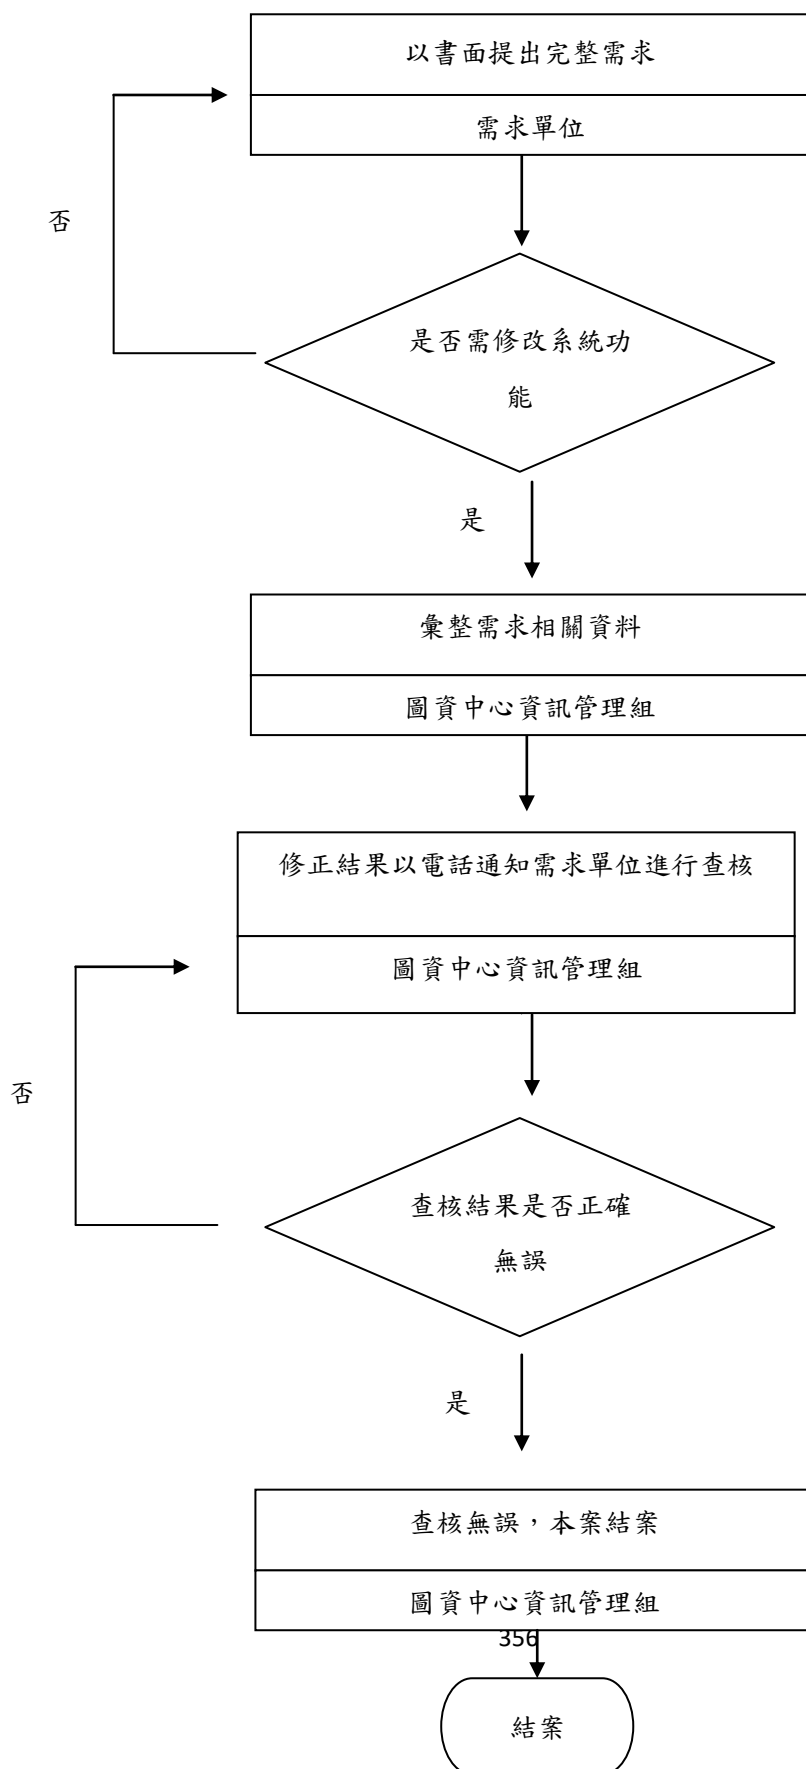 以書面提出完整需求
需求單位
否
是否需修改系統功
能
是
彙整需求相關資料
圖資中心資訊管理組
修正結果以電話通知需求單位進行查核
圖資中心資訊管理組
否
查核結果是否正確
無誤
是
查核無誤，本案結案
圖資中心資訊管理組
356
結案